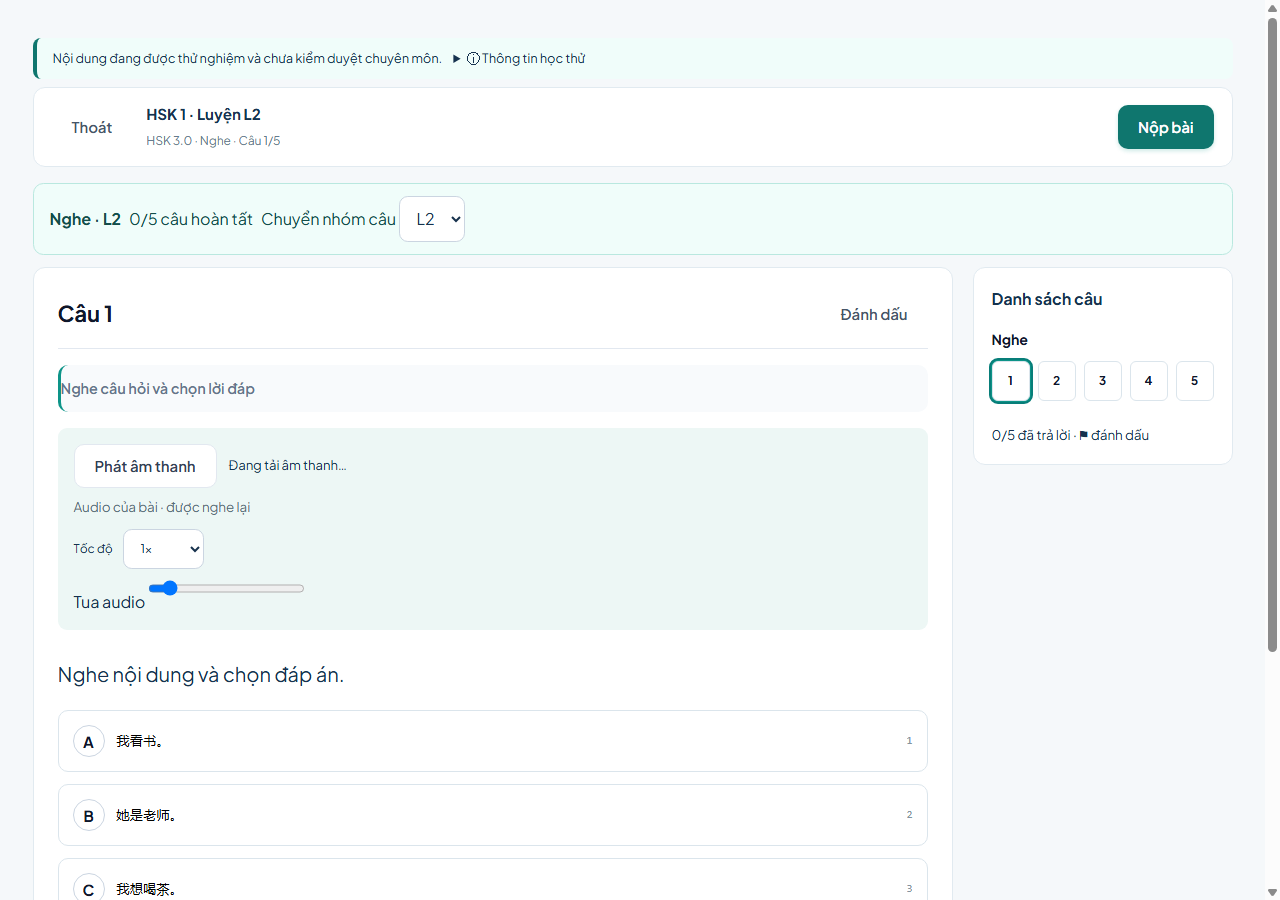 Nội dung đang được thử nghiệm và chưa kiểm duyệt chuyên môn. ▶ ⓘ Thông tin học thử
Thoát
HSK 1 · Luyện L2
HSK 3.0 · Nghe · Câu 1/5
Nộp bài
Nghe · L2 0/5 câu hoàn tất Chuyển nhóm câu L2
Câu 1
Đánh dấu
Nghe câu hỏi và chọn lời đáp
Phát âm thanh Đang tải âm thanh…
Audio của bài · được nghe lại
Tốc độ 1×
Tua audio
Nghe nội dung và chọn đáp án.
A 我看书。 1
B 她是老师。 2
C 我想喝茶。 3
Danh sách câu
Nghe
1 2 3 4 5
0/5 đã trả lời · ⚑ đánh dấu